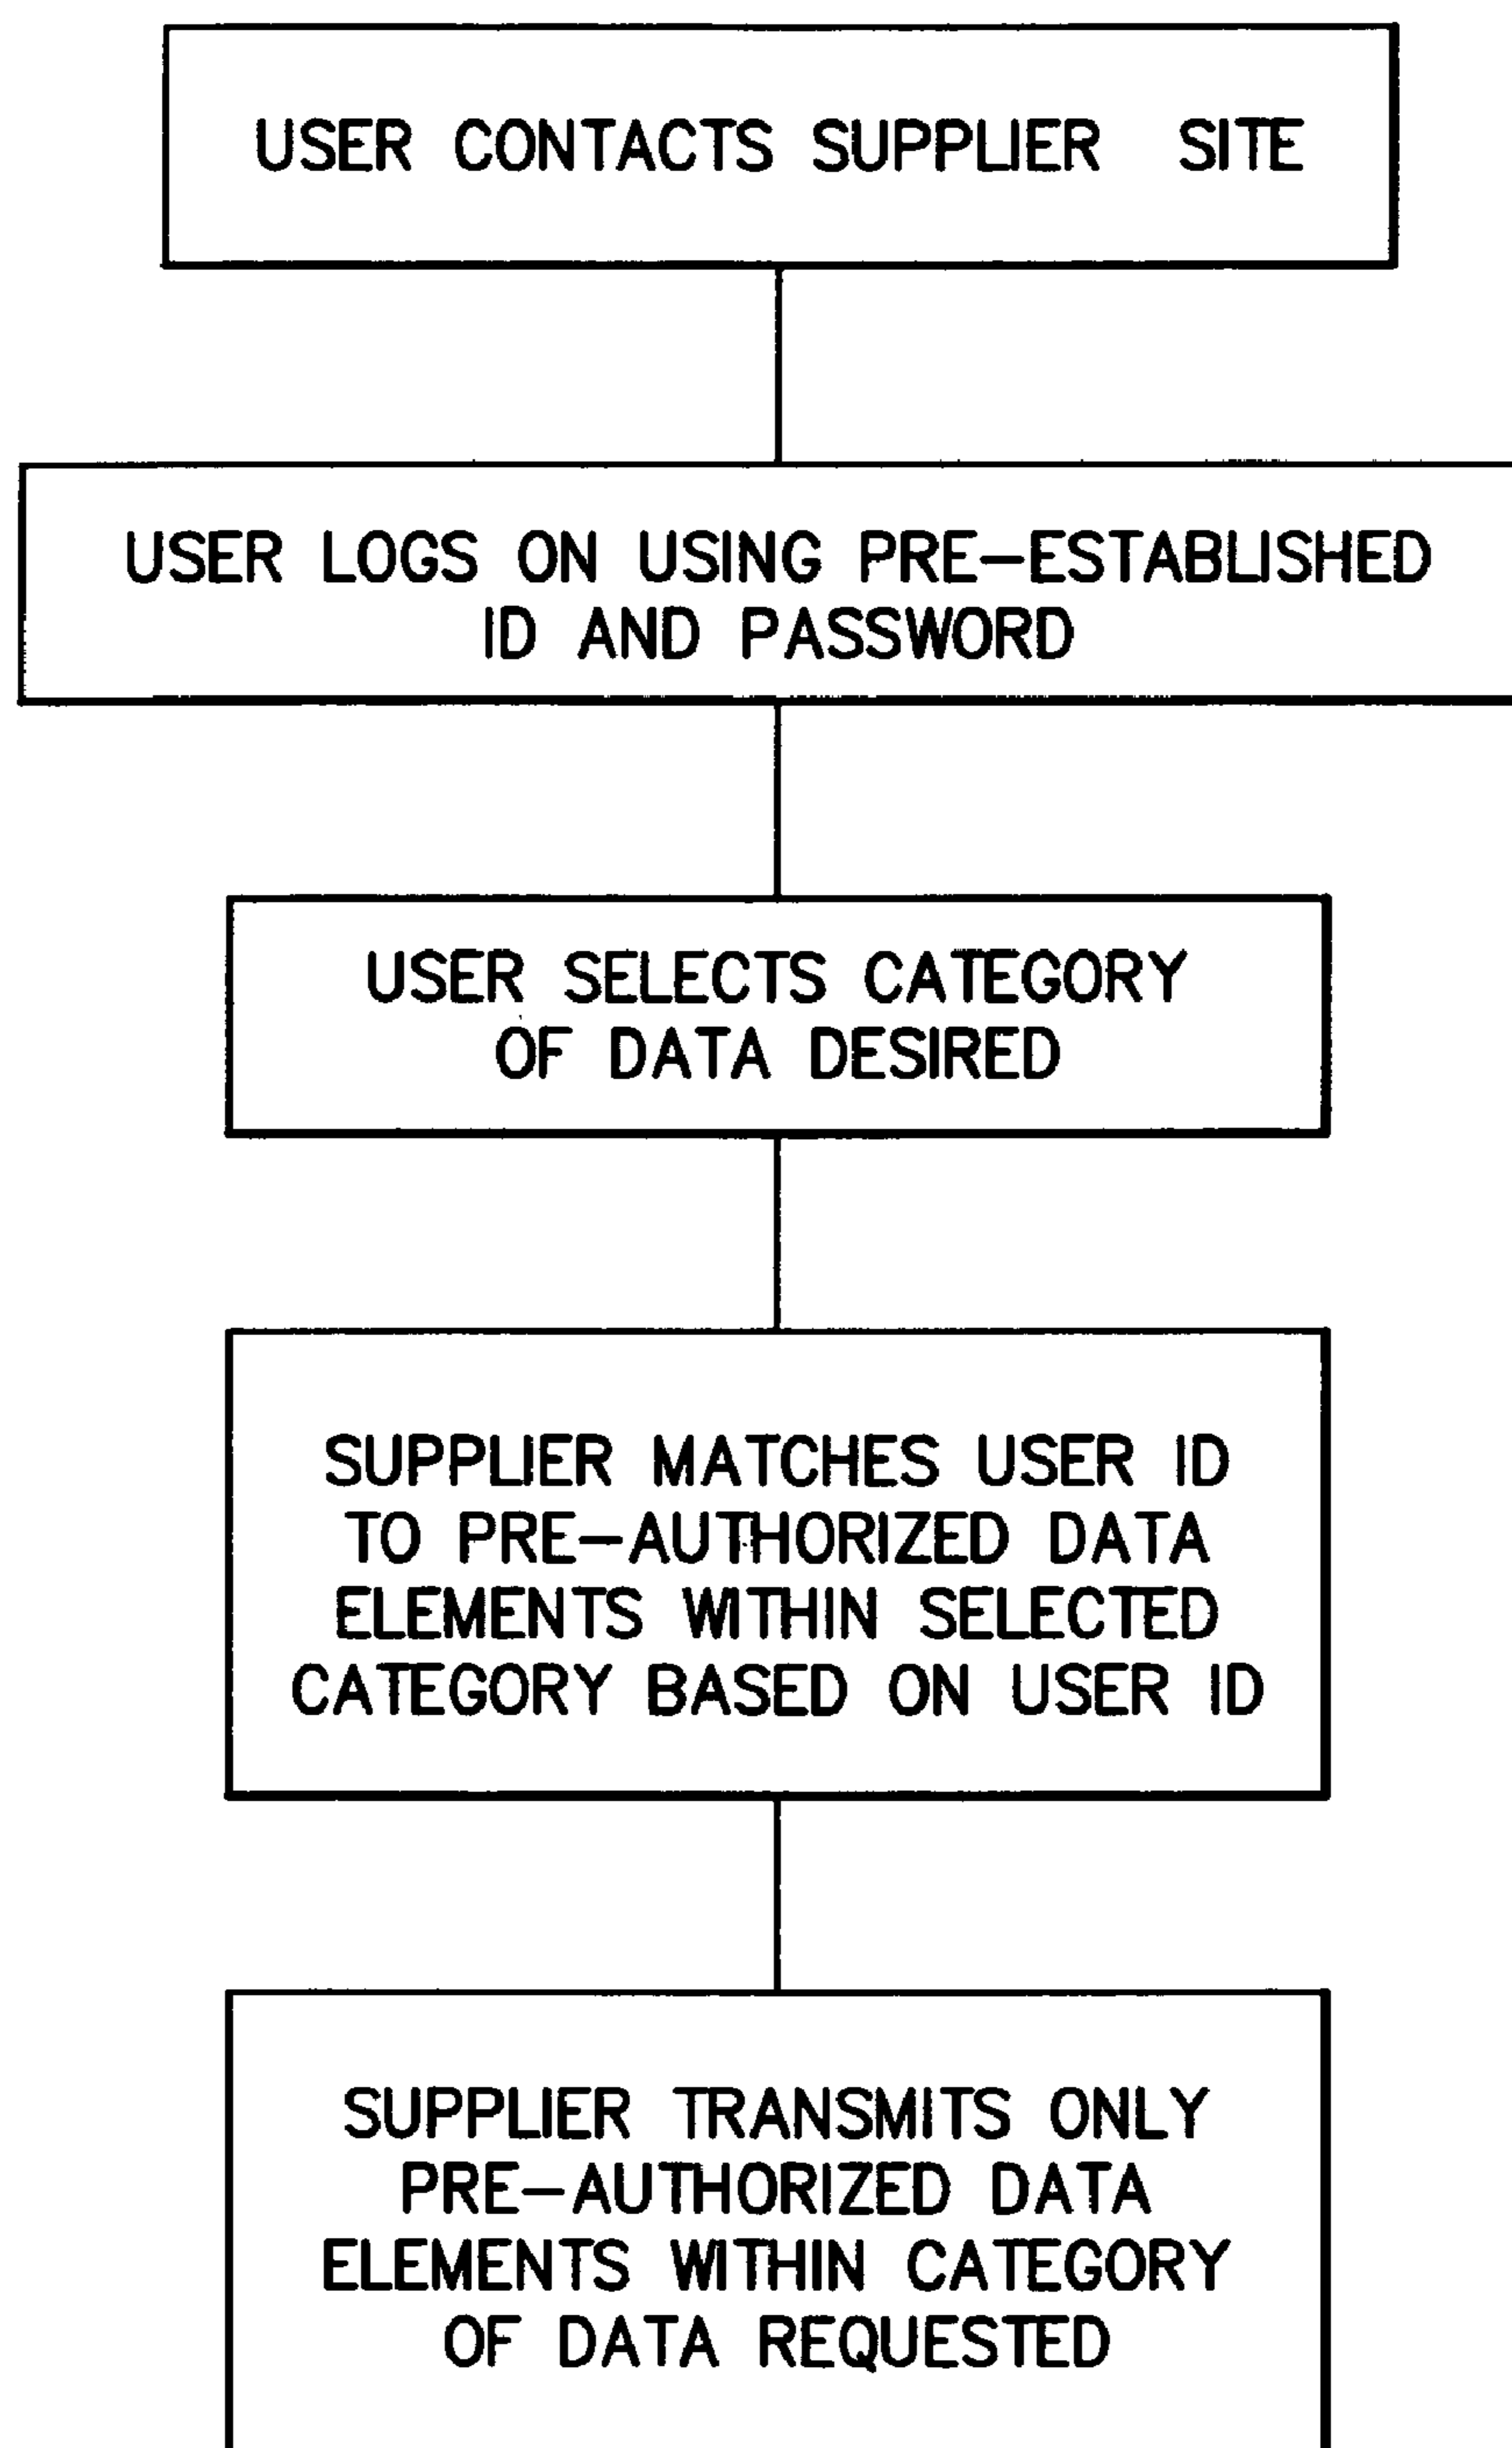 USER CONTACTS SUPPLIER SITE
USER LOGS ON USING PRE-ESTABLISHED
ID AND PASSWORD
USER SELECTS CATEGORY
OF DATA DESIRED
SUPPLIER MATCHES USER ID
TO PRE-AUTHORIZED DATA
ELEMENTS WITHIN SELECTED
CATEGORY BASED ON USER ID
SUPPLIER TRANSMITS ONLY
PRE-AUTHORIZED DATA
ELEMENTS WITHIN CATEGORY
OF DATA REQUESTED